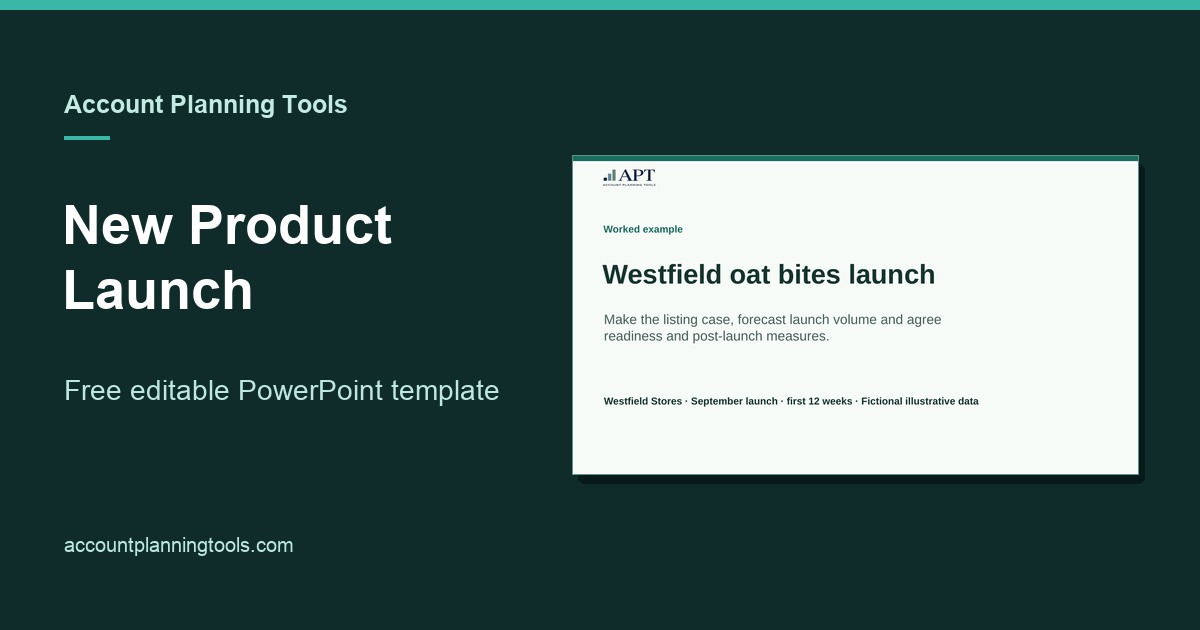 Account Planning Tools
New Product
Launch
Free editable PowerPoint template
accountplanningtools.com
APT
ACCOUNT PLANNING TOOLS
Worked example
Westfield oat bites launch
Make the listing case, forecast launch volume and agree
readiness and post-launch measures.
Westfield Stores · September launch · first 12 weeks · Fictional illustrative data